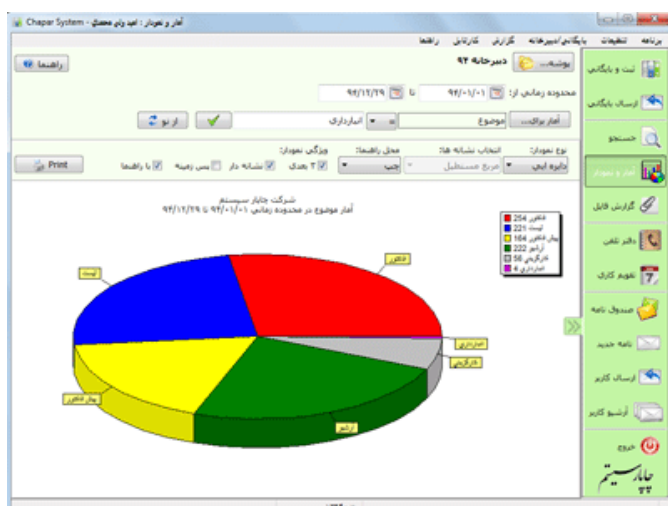 آمار و نمودار : امید ولی محمدی - Chapar System
برنامه تنظیمات بایگانی/دبیرخانه گزارش کارتابل راهنما
پوشه... دبیرخانه ۹۴ راهنما
محدوده زمانی از: ۹۴/۰۱/۰۱ تا ۹۴/۱۲/۲۹
آمار برای... موضوع = انبارداری از نو
نوع نمودار: انتخاب نشانه ها: محل راهنما: ویژگی نمودار:
دایره ایی مربع مستطیل چپ ۳ بعدی نشانه دار پس زمینه با راهنما Print
شرکت چاپار سیستم
آمار موضوع در محدوده زمانی ۹۴/۰۱/۰۱ تا ۹۴/۱۲/۲۹
فاکتور 254
لیست 221
پیش فاکتور 164
آرشیو 222
کارگزینی 56
انبارداری 4
فاکتور
لیست
انبارداری
کارگزینی
پیش فاکتور
آرشیو
ثبت و بایگانی
ارسال بایگانی
جستجو
آمار و نمودار
گزارش فایل
دفتر تلفن
تقویم کاری
7
صندوق نامه
نامه جدید
ارسال کاربر
آرشیو کاربر
خروج
چاپار سیستم